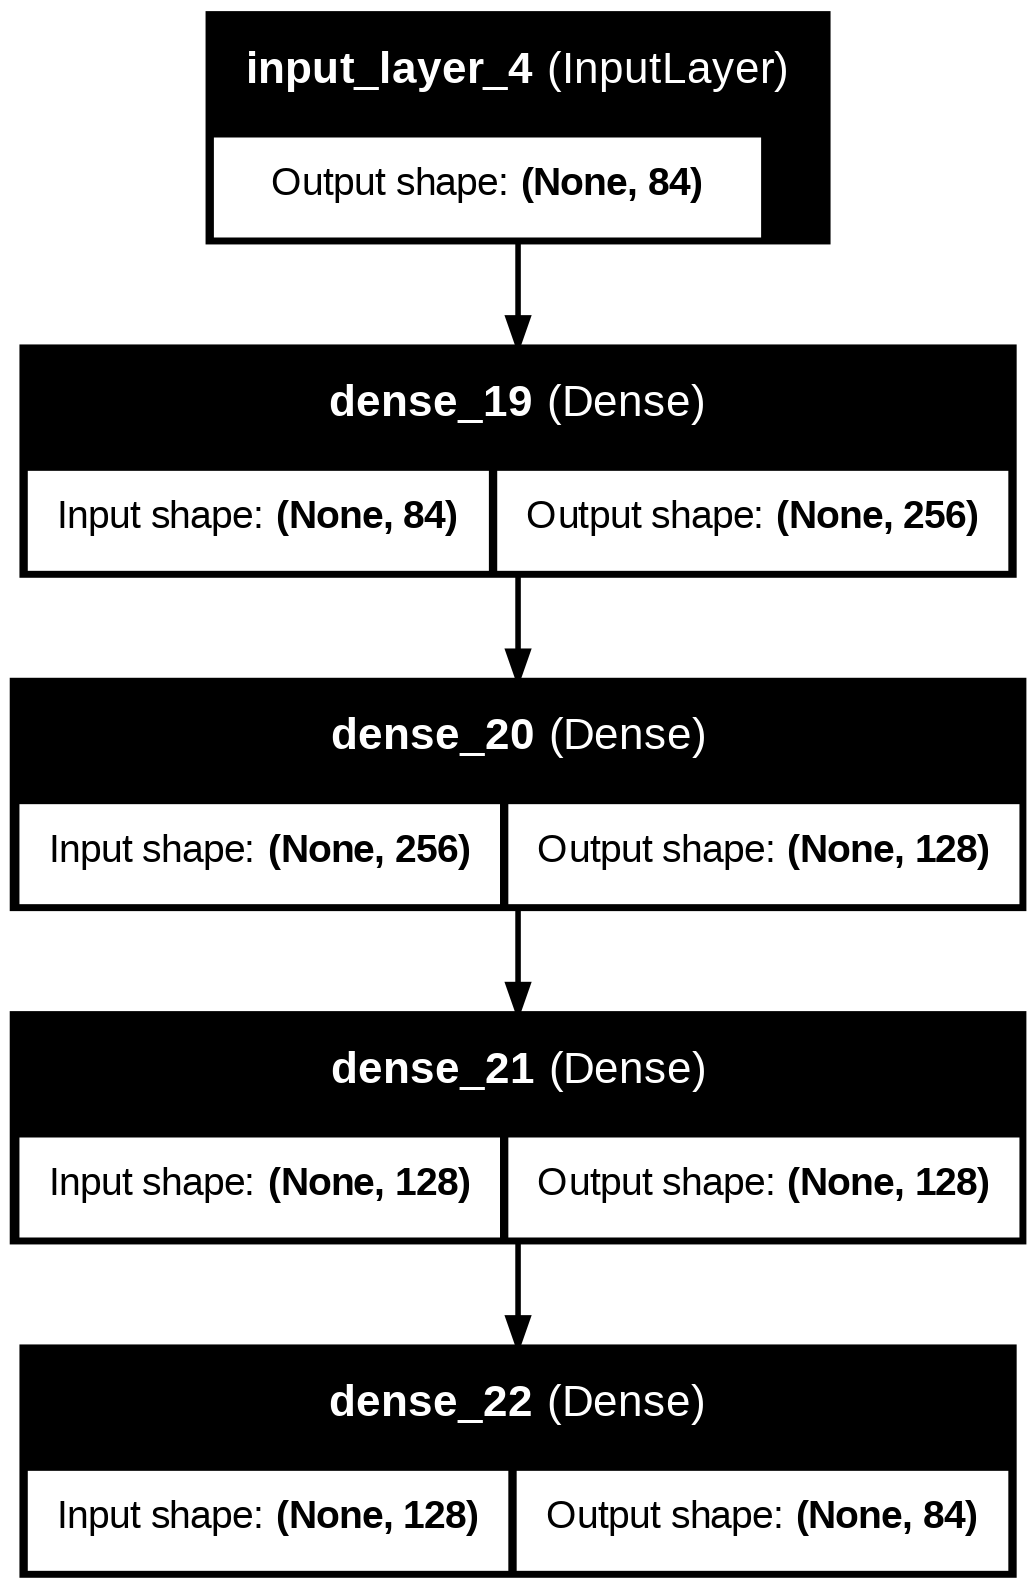 input_layer_4 (InputLayer)
Output shape: (None, 84)
dense_19 (Dense)
Input shape: (None, 84) Output shape: (None, 256)
dense_20 (Dense)
Input shape: (None, 256) Output shape: (None, 128)
dense_21 (Dense)
Input shape: (None, 128) Output shape: (None, 128)
dense_22 (Dense)
Input shape: (None, 128) Output shape: (None, 84)